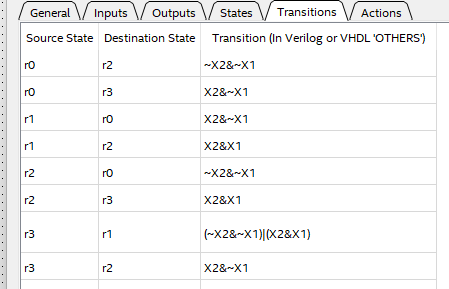 General Inputs Outputs States Transitions Actions
Source State Destination State Transition (In Verilog or VHDL 'OTHERS')
r0 r2 ~X2&~X1
r0 r3 X2&~X1
r1 r0 X2&~X1
r1 r2 X2&X1
r2 r0 ~X2&~X1
r2 r3 X2&X1
r3 r1 (~X2&~X1)|(X2&X1)
r3 r2 X2&~X1